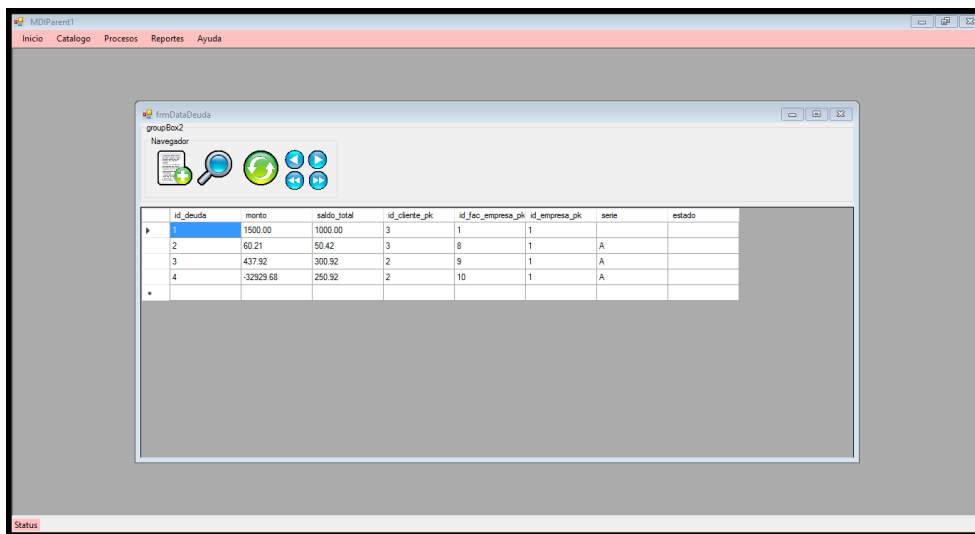 MDIParent1
Inicio Catalogo Procesos Reportes Ayuda
frmDataDeuda
groupBox2
Navegador
id_deuda monto saldo_total id_cliente_pk id_fac_empresa_pk id_empresa_pk serie estado
1 1500.00 1000.00 3 1 1
2 60.21 50.42 3 8 1 A
3 437.92 300.92 2 9 1 A
4 -32929.68 250.92 2 10 1 A
Status